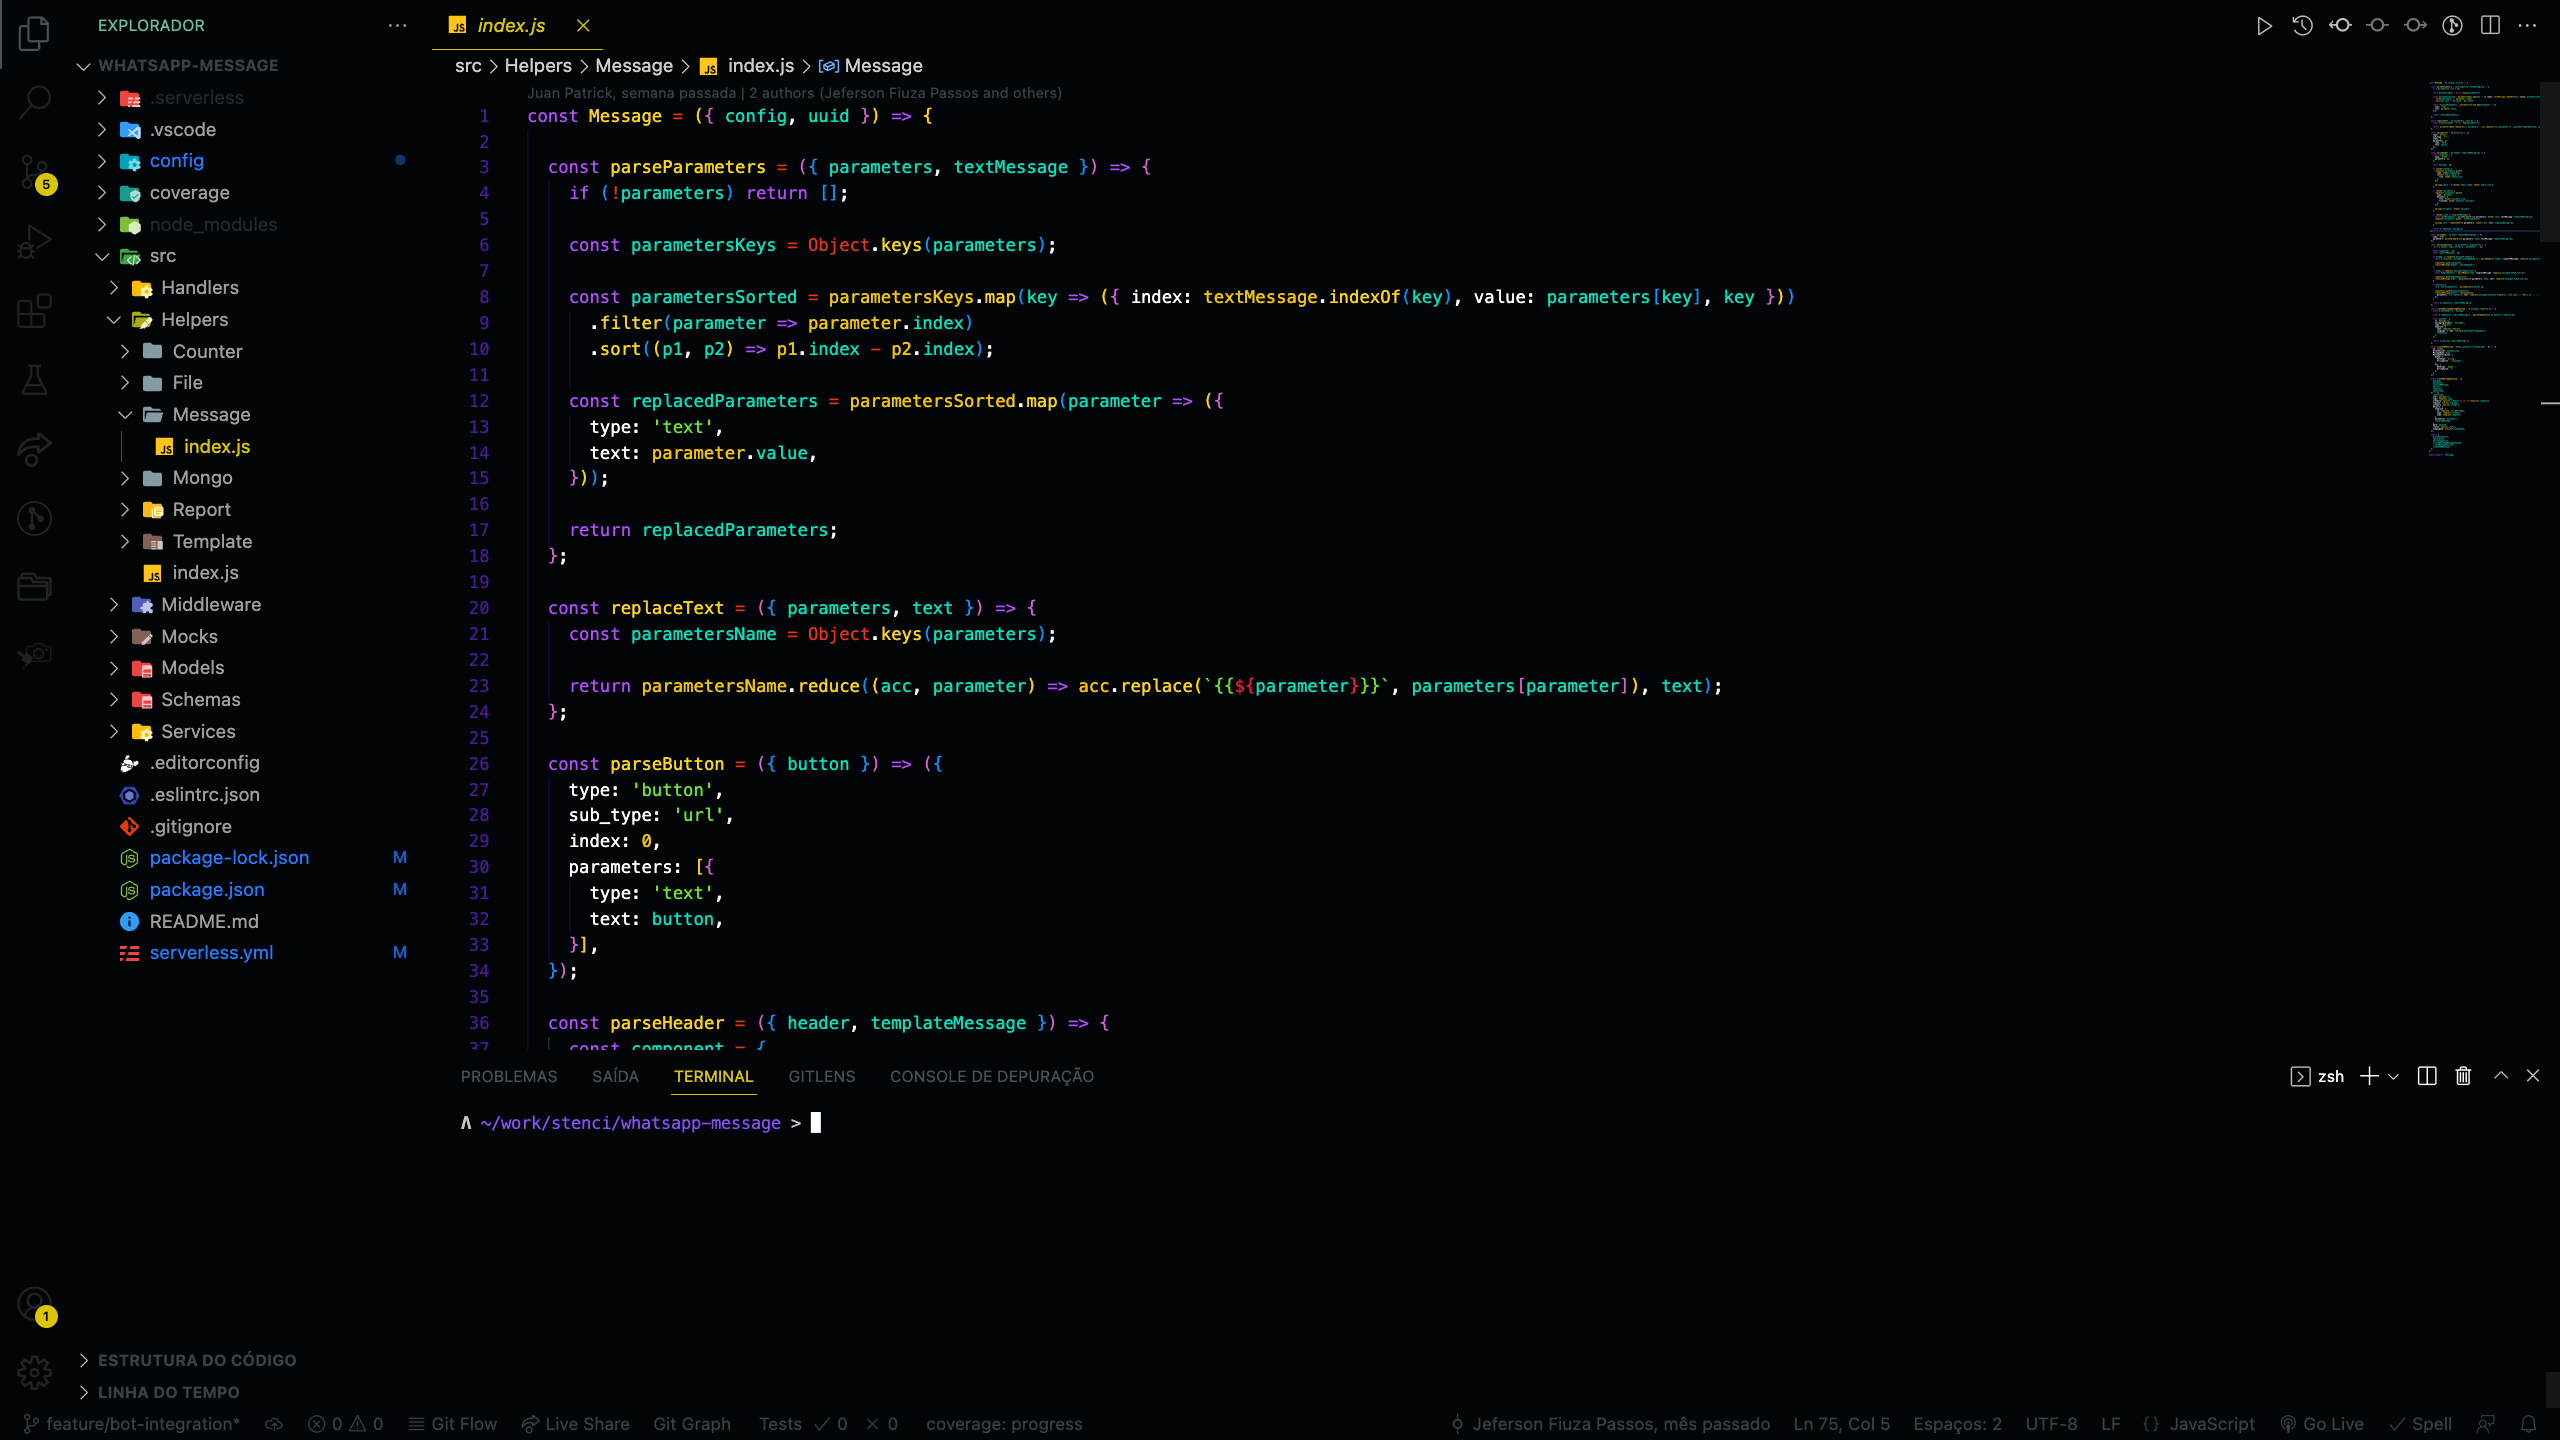 EXPLORADOR
WHATSAPP-MESSAGE
.serverless
.vscode
config
coverage
node_modules
src
Handlers
Helpers
Counter
File
Message
index.js
Mongo
Report
Template
index.js
Middleware
Mocks
Models
Schemas
Services
.editorconfig
.eslintrc.json
.gitignore
package-lock.json M
package.json M
README.md
serverless.yml M
ESTRUTURA DO CÓDIGO
LINHA DO TEMPO
5
1
index.js
src > Helpers > Message > index.js > Message
Juan Patrick, semana passada | 2 authors (Jeferson Fiuza Passos and others)
1 const Message = ({ config, uuid }) => {
2
3 const parseParameters = ({ parameters, textMessage }) => {
4 if (!parameters) return [];
5
6 const parametersKeys = Object.keys(parameters);
7
8 const parametersSorted = parametersKeys.map(key => ({ index: textMessage.indexOf(key), value: parameters[key], key }))
9 .filter(parameter => parameter.index)
10 .sort((p1, p2) => p1.index - p2.index);
11
12 const replacedParameters = parametersSorted.map(parameter => ({
13 type: 'text',
14 text: parameter.value,
15 }));
16
17 return replacedParameters;
18 };
19
20 const replaceText = ({ parameters, text }) => {
21 const parametersName = Object.keys(parameters);
22
23 return parametersName.reduce((acc, parameter) => acc.replace(`{{${parameter}}}`, parameters[parameter]), text);
24 };
25
26 const parseButton = ({ button }) => ({
27 type: 'button',
28 sub_type: 'url',
29 index: 0,
30 parameters: [{
31 type: 'text',
32 text: button,
33 }],
34 });
35
36 const parseHeader = ({ header, templateMessage }) => {
37 const component = {
PROBLEMAS SAÍDA TERMINAL GITLENS CONSOLE DE DEPURAÇÃO
zsh
Λ ~/work/stenci/whatsapp-message >
feature/bot-integration* 0 0 Git Flow Live Share Git Graph Tests ✓ 0 × 0 coverage: progress
Jeferson Fiuza Passos, mês passado Ln 75, Col 5 Espaços: 2 UTF-8 LF {} JavaScript Go Live ✓ Spell